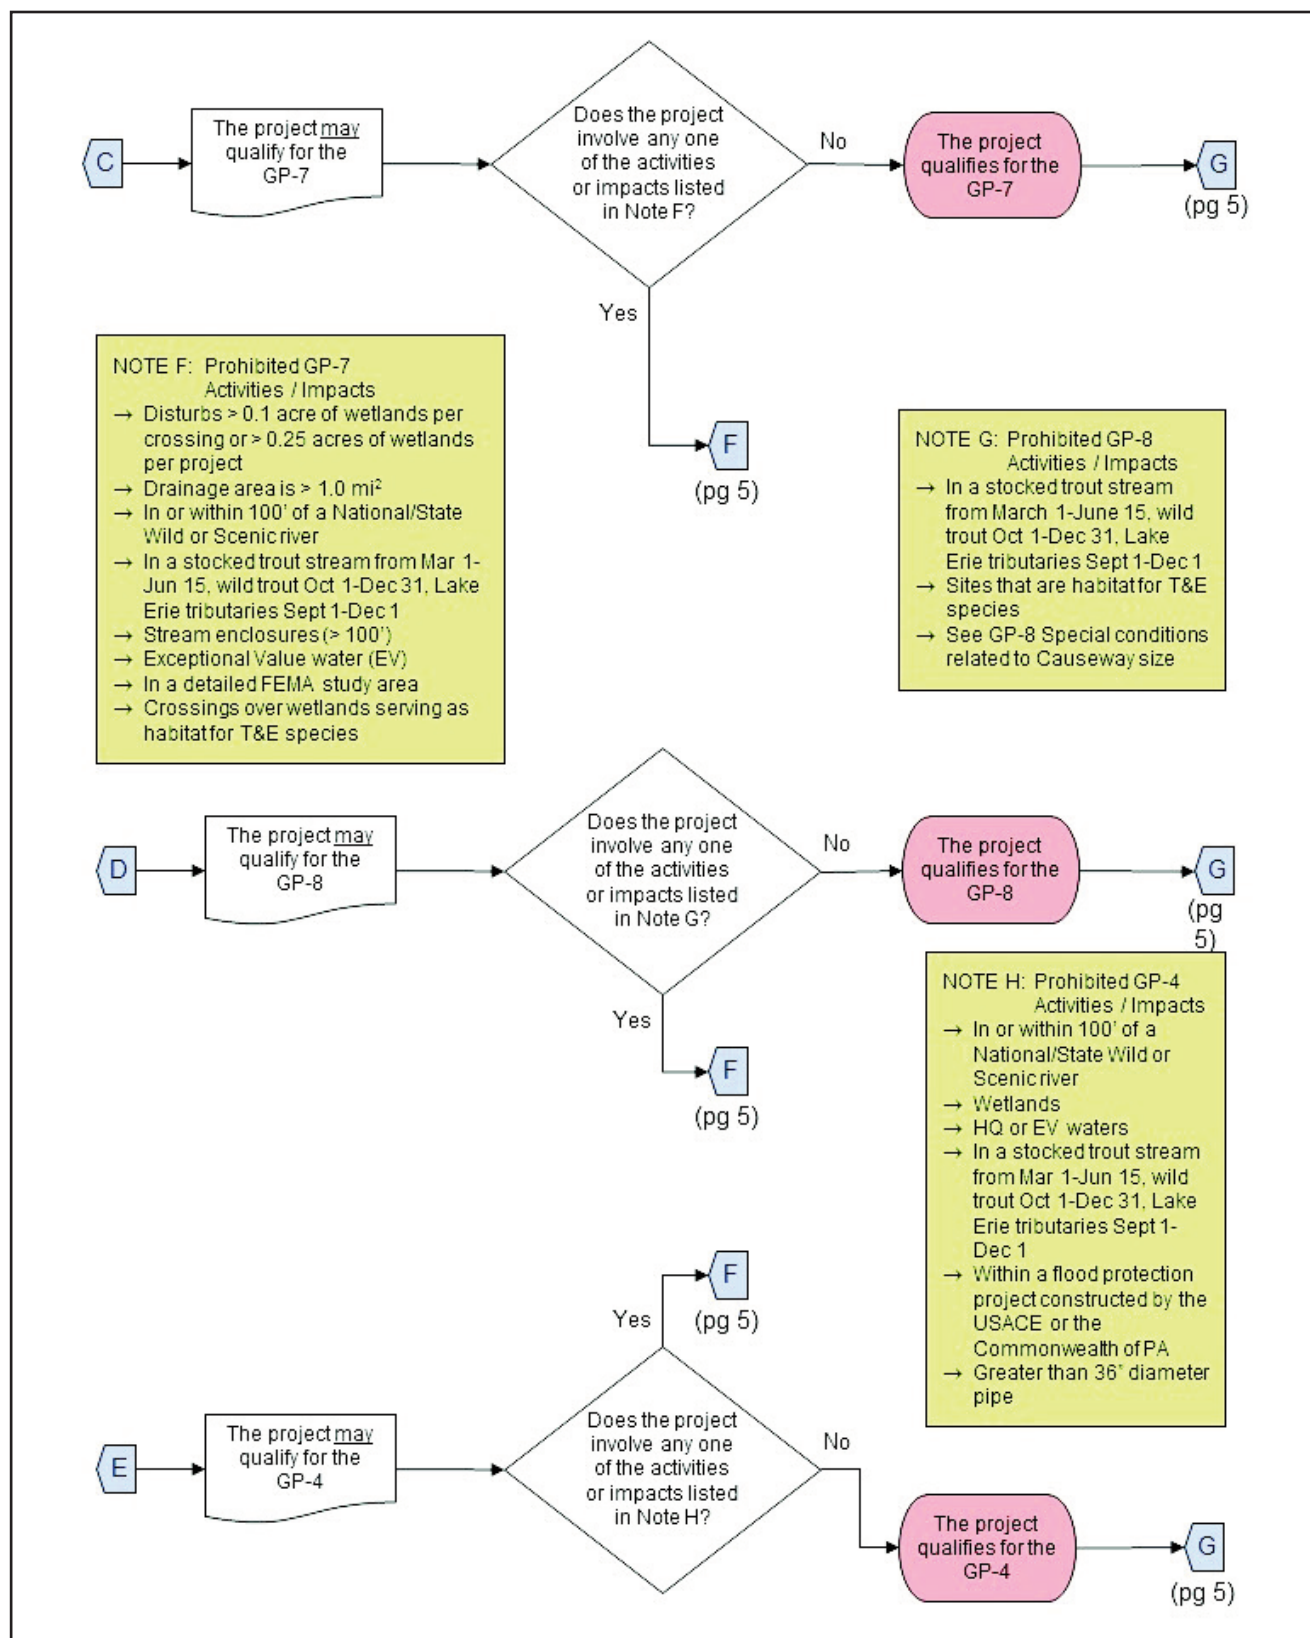 C
The project may
qualify for the
GP-7
Does the project
involve any one
of the activities
or impacts listed
in Note F?
No
The project
qualifies for the
GP-7
G
(pg 5)
Yes
F
(pg 5)
NOTE F: Prohibited GP-7
Activities / Impacts
→ Disturbs > 0.1 acre of wetlands per
crossing or > 0.25 acres of wetlands
per project
→ Drainage area is > 1.0 mi²
→ In or within 100' of a National/State
Wild or Scenic river
→ In a stocked trout stream from Mar 1-
Jun 15, wild trout Oct 1-Dec 31, Lake
Erie tributaries Sept 1-Dec 1
→ Stream enclosures (> 100')
→ Exceptional Value water (EV)
→ In a detailed FEMA study area
→ Crossings over wetlands serving as
habitat for T&E species
NOTE G: Prohibited GP-8
Activities / Impacts
→ In a stocked trout stream
from March 1-June 15, wild
trout Oct 1-Dec 31, Lake
Erie tributaries Sept 1-Dec 1
→ Sites that are habitat for T&E
species
→ See GP-8 Special conditions
related to Causeway size
D
The project may
qualify for the
GP-8
Does the project
involve any one
of the activities
or impacts listed
in Note G?
No
The project
qualifies for the
GP-8
G
(pg
5)
Yes
F
(pg 5)
NOTE H: Prohibited GP-4
Activities / Impacts
→ In or within 100' of a
National/State Wild or
Scenic river
→ Wetlands
→ HQ or EV waters
→ In a stocked trout stream
from Mar 1-Jun 15, wild
trout Oct 1-Dec 31, Lake
Erie tributaries Sept 1-
Dec 1
→ Within a flood protection
project constructed by the
USACE or the
Commonwealth of PA
→ Greater than 36" diameter
pipe
F
(pg 5)
Yes
E
The project may
qualify for the
GP-4
Does the project
involve any one
of the activities
or impacts listed
in Note H?
No
The project
qualifies for the
GP-4
G
(pg 5)